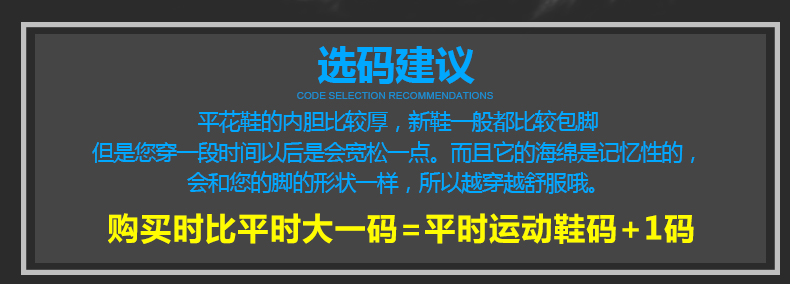 选码建议
CODE SELECTION RECOMMENDATIONS
平花鞋的内胆比较厚，新鞋一般都比较包脚
但是您穿一段时间以后是会宽松一点。而且它的海绵是记忆性的，
会和您的脚的形状一样，所以越穿越舒服哦。
购买时比平时大一码=平时运动鞋码+1码